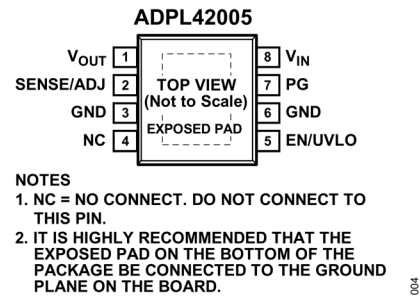 ADPL42005
VOUT 1 8 VIN
SENSE/ADJ 2 TOP VIEW 7 PG
(Not to Scale)
GND 3 6 GND
NC 4 EXPOSED PAD 5 EN/UVLO
NOTES
1. NC = NO CONNECT. DO NOT CONNECT TO
THIS PIN.
2. IT IS HIGHLY RECOMMENDED THAT THE
EXPOSED PAD ON THE BOTTOM OF THE
PACKAGE BE CONNECTED TO THE GROUND
PLANE ON THE BOARD.
004